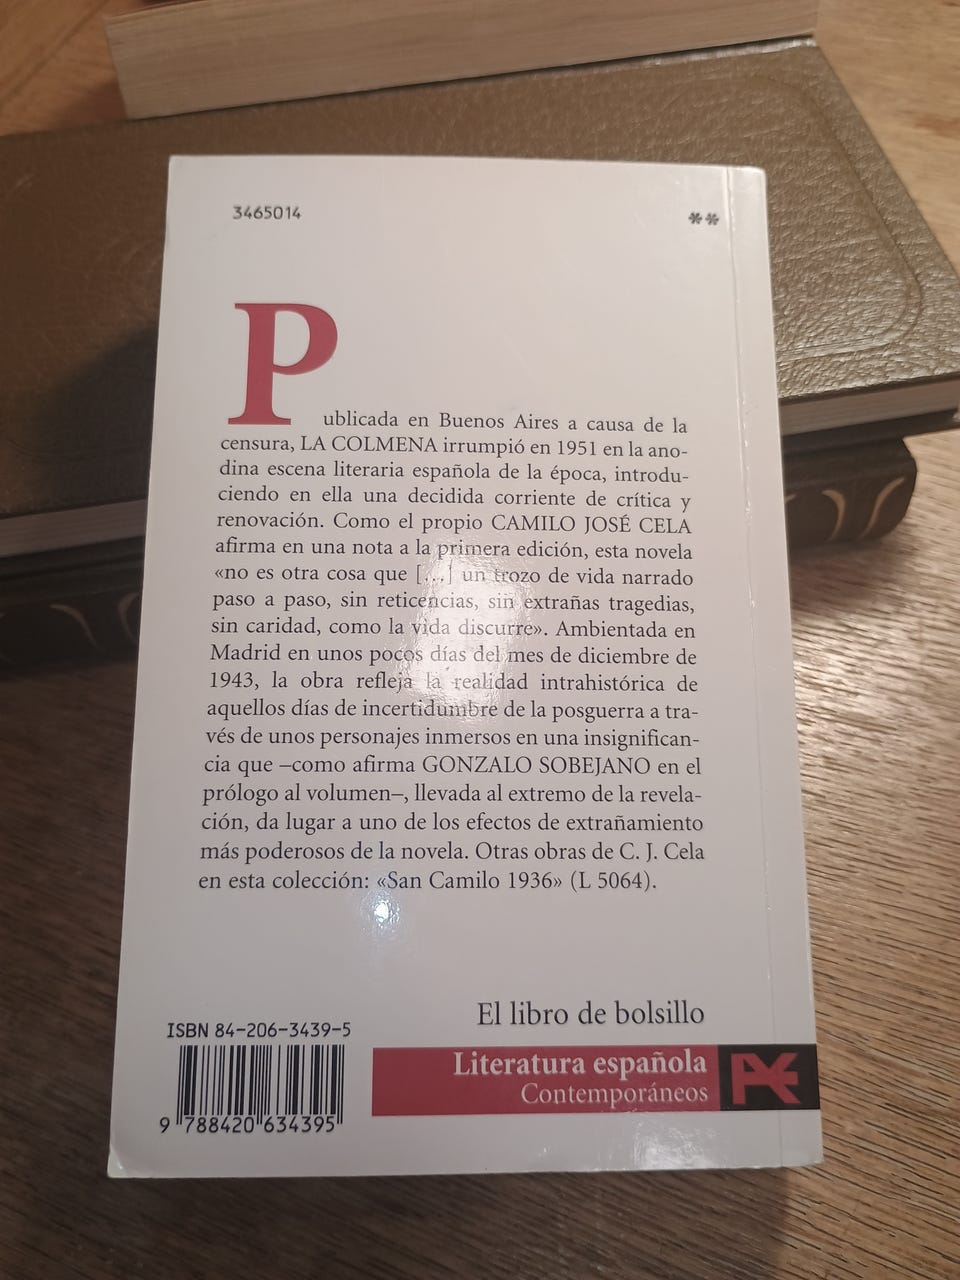 3465014
**
Publicada en Buenos Aires a causa de la
censura, LA COLMENA irrumpió en 1951 en la ano-
dina escena literaria española de la época, introdu-
ciendo en ella una decidida corriente de crítica y
renovación. Como el propio CAMILO JOSÉ CELA
afirma en una nota a la primera edición, esta novela
«no es otra cosa que [...] un trozo de vida narrado
paso a paso, sin reticencias, sin extrañas tragedias,
sin caridad, como la vida discurre». Ambientada en
Madrid en unos pocos días del mes de diciembre de
1943, la obra refleja la realidad intrahistórica de
aquellos días de incertidumbre de la posguerra a tra-
vés de unos personajes inmersos en una insignifican-
cia que –como afirma GONZALO SOBEJANO en el
prólogo al volumen–, llevada al extremo de la revela-
ción, da lugar a uno de los efectos de extrañamiento
más poderosos de la novela. Otras obras de C. J. Cela
en esta colección: «San Camilo 1936» (L 5064).
El libro de bolsillo
Literatura española
Contemporáneos
AE
ISBN 84-206-3439-5
9 788420 634395